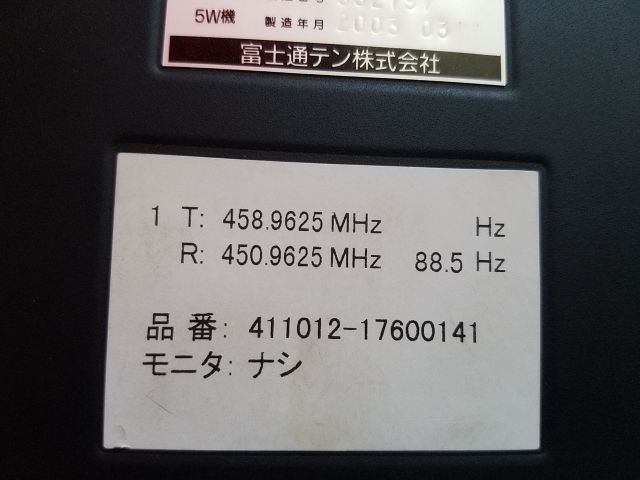 5W機 製造年月 2003 03
富士通テン株式会社
1 T: 458.9625 MHz Hz
R: 450.9625 MHz 88.5 Hz
品 番: 411012-17600141
モニタ: ナシ